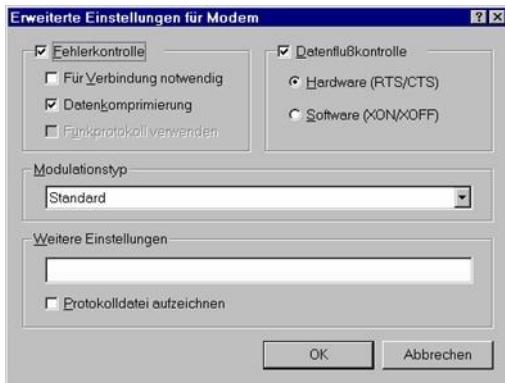 Erweiterte Einstellungen für Modem
Fehlerkontrolle
Für Verbindung notwendig
Datenkomprimierung
Funkprotokoll verwenden
Datenflußkontrolle
Hardware (RTS/CTS)
Software (XON/XOFF)
Modulationstyp
Standard
Weitere Einstellungen
Protokolldatei aufzeichnen
OK
Abbrechen